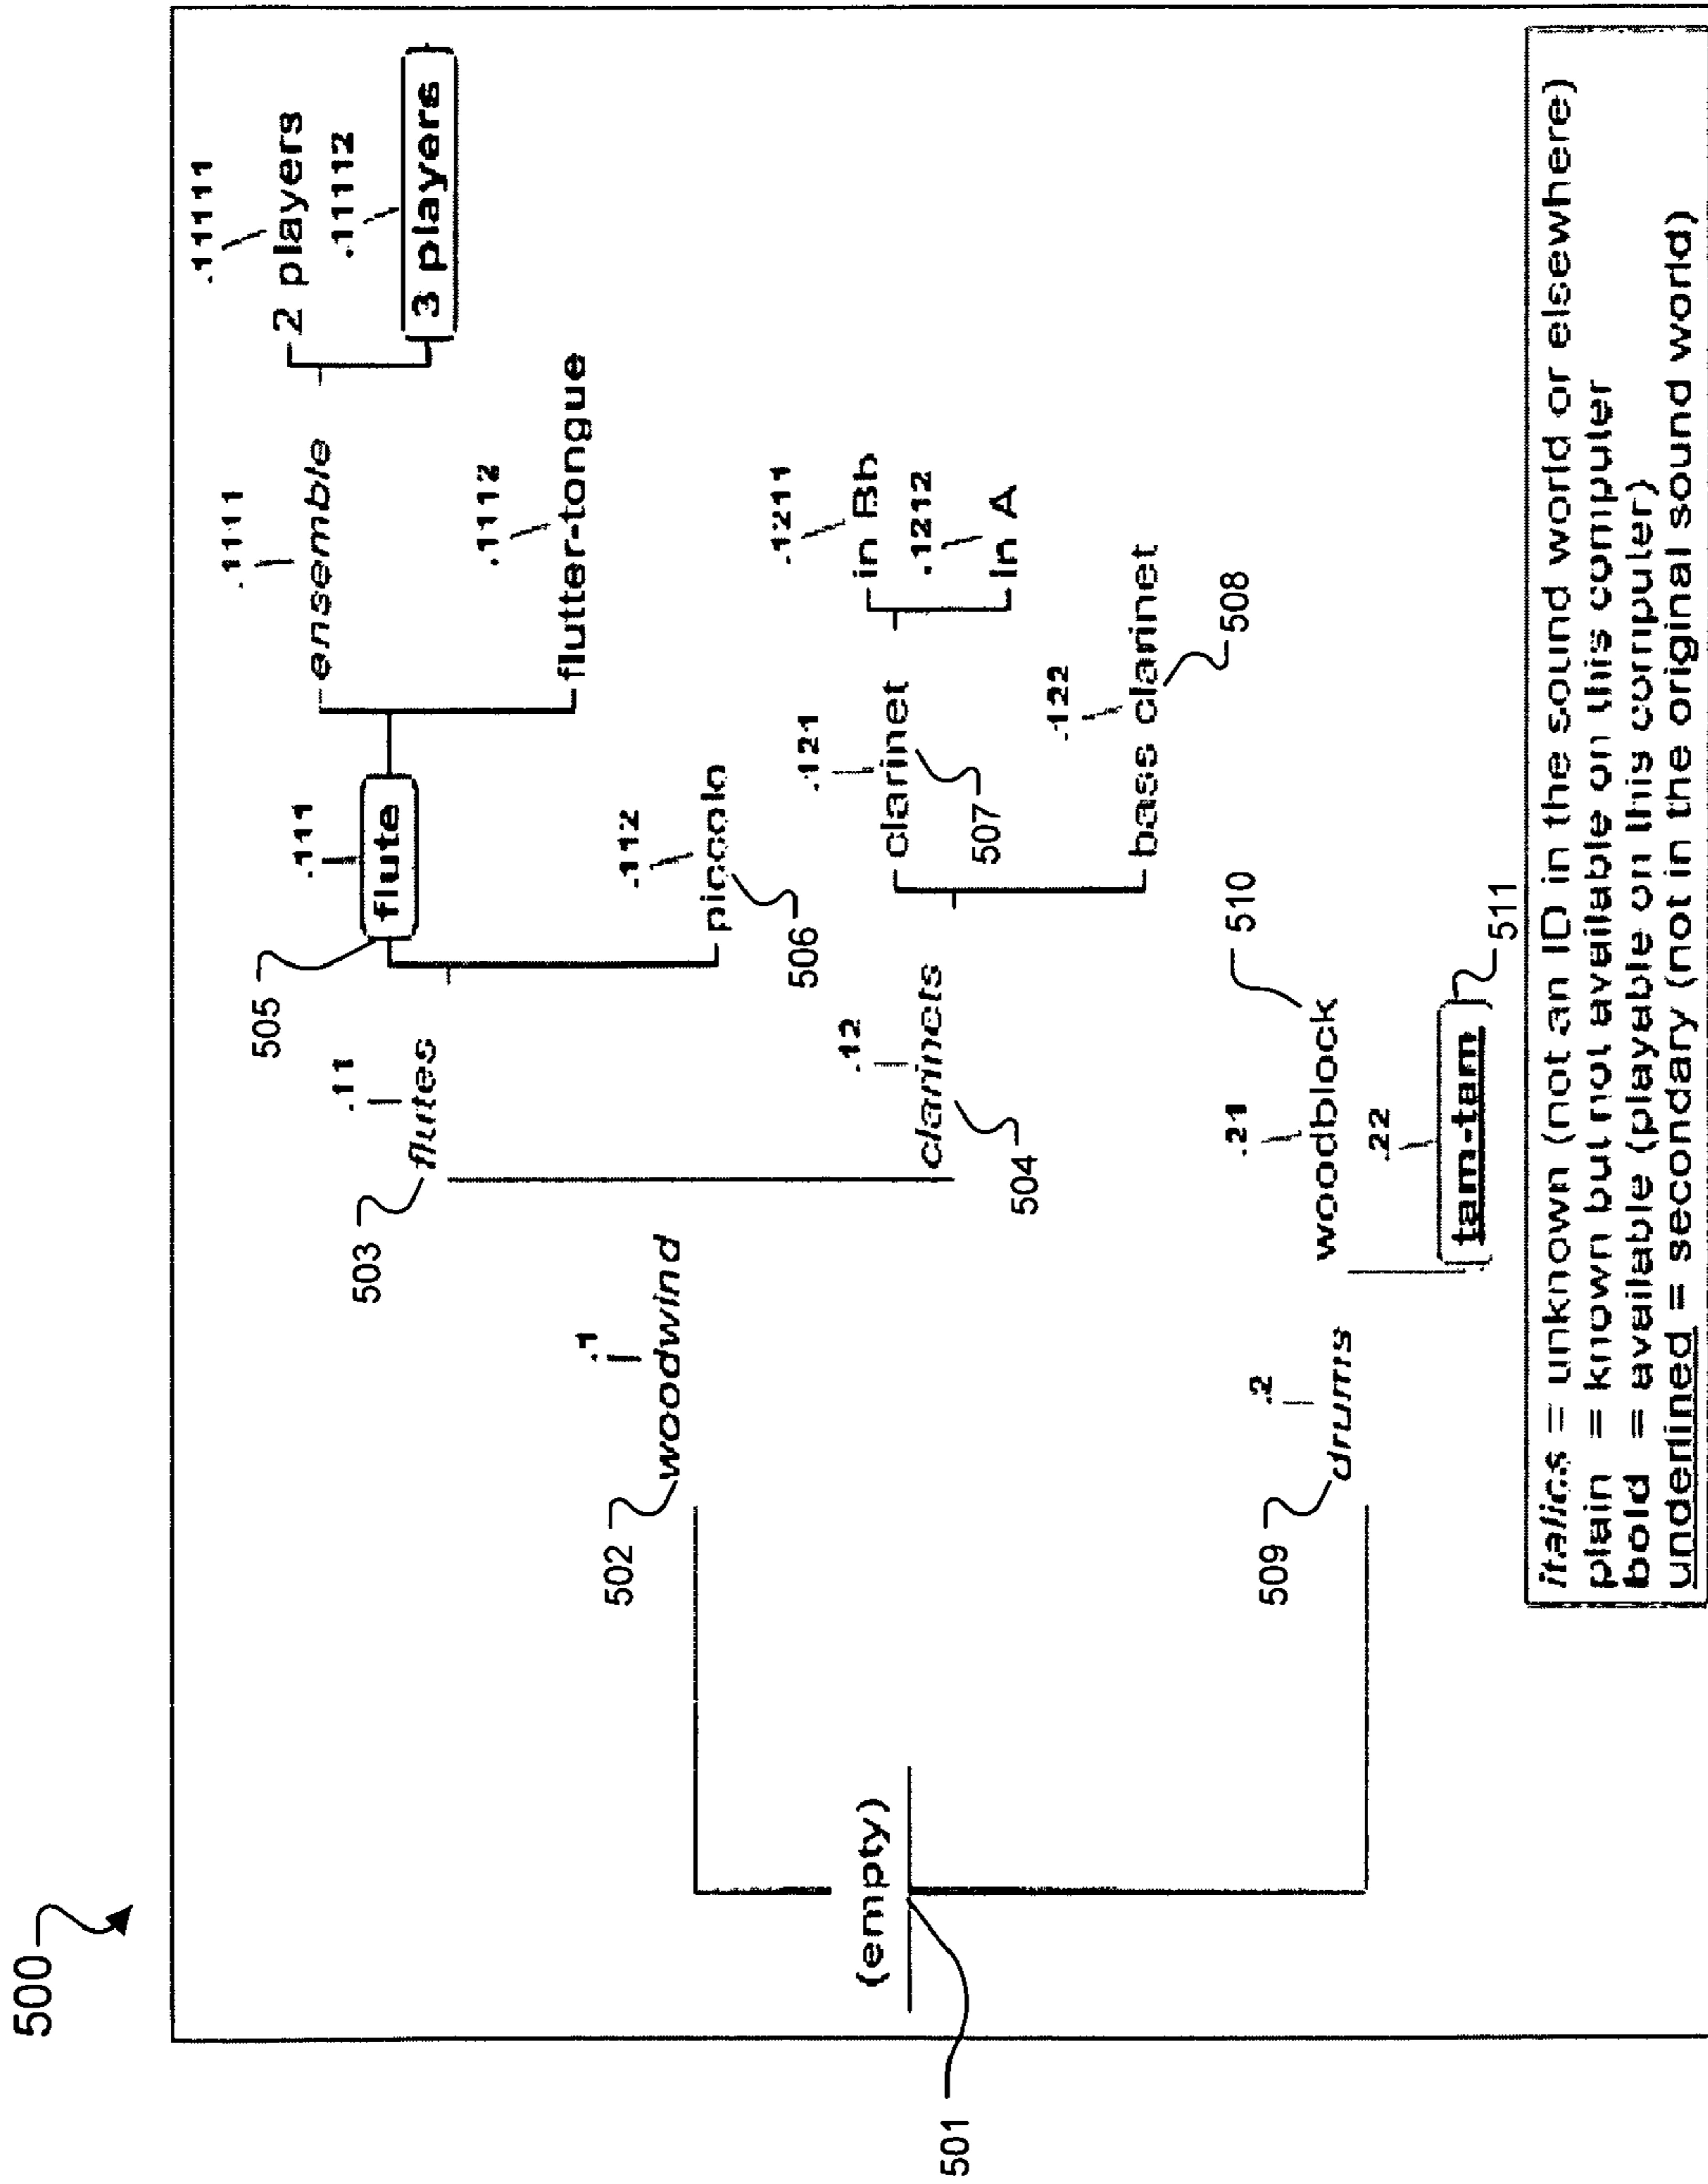 500
.11111
2 players
.11112
3 players
.1111
ensemble
.1112
flutter-tongue
.111
flute
505
.112
picolo
506
.11
flutes
503
.1
woodwind
502
.1211
in Bb
.1212
in A
.121
clarinet
507
.122
bass clarinet
508
.12
clarinets
504
(empty)
501
.21
woodblock
510
.22
tam-tam
511
.2
drums
509
italics = unknown (not an ID in the sound world or elsewhere)
plain = known but not available on this computer
bold = available (playable on this computer)
underlined = secondary (not in the original sound world)